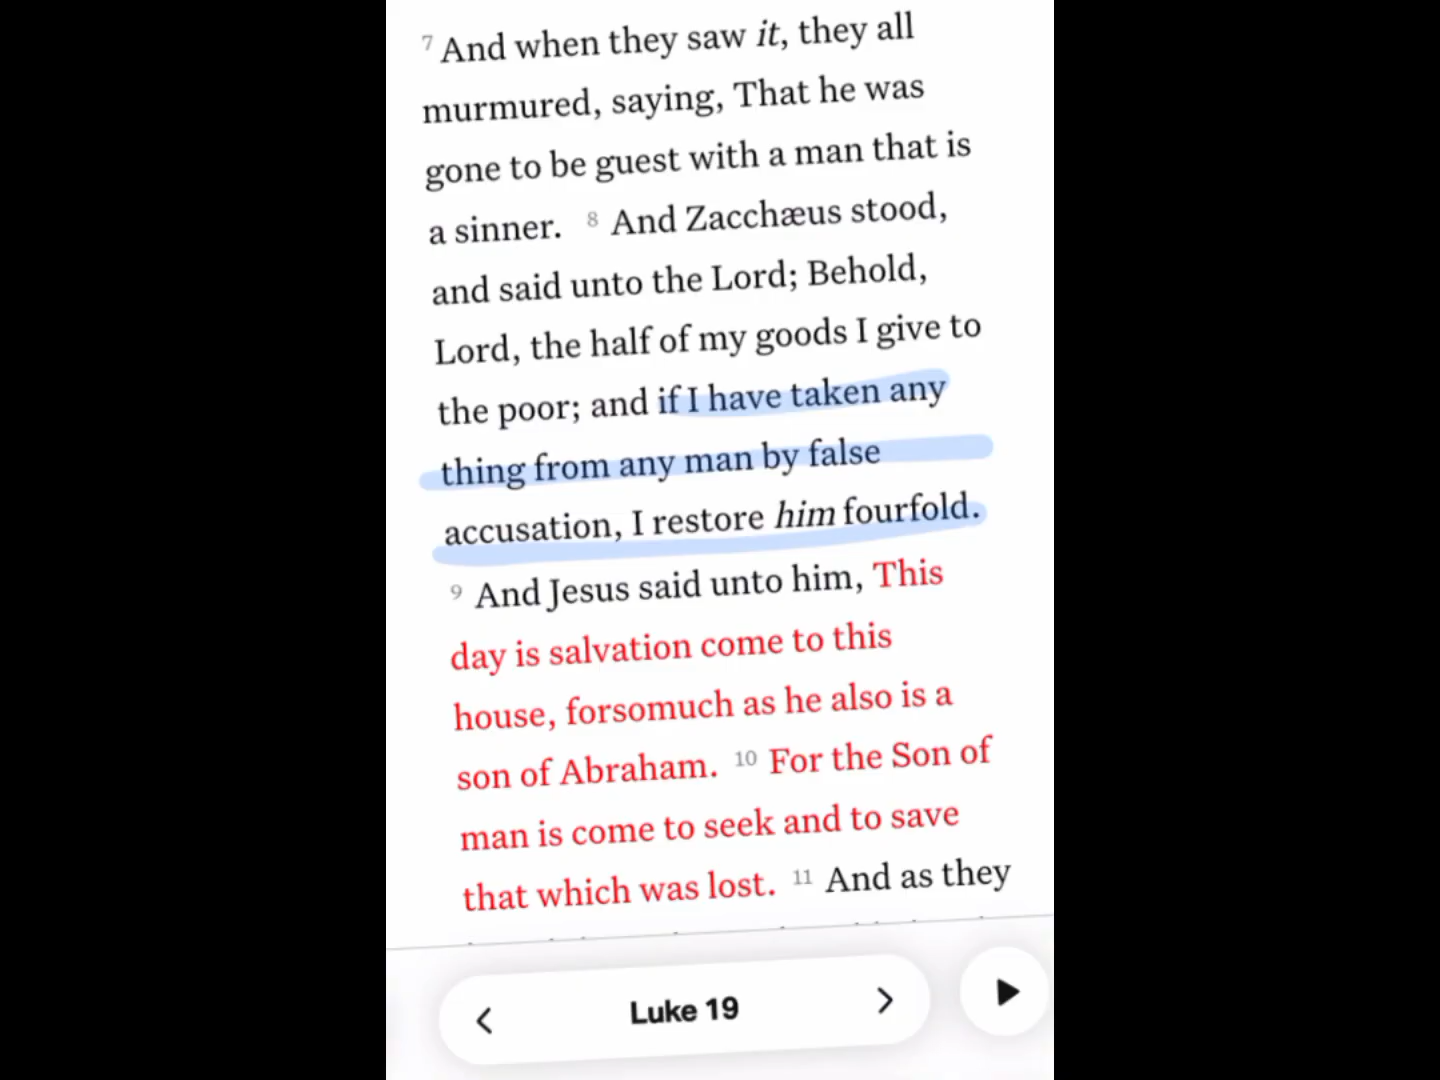 7 And when they saw it, they all
murmured, saying, That he was
gone to be guest with a man that is
a sinner. 8 And Zacchæus stood,
and said unto the Lord; Behold,
Lord, the half of my goods I give to
the poor; and if I have taken any
thing from any man by false
accusation, I restore him fourfold.
9 And Jesus said unto him, This
day is salvation come to this
house, forsomuch as he also is a
son of Abraham. 10 For the Son of
man is come to seek and to save
that which was lost. 11 And as they
Luke 19